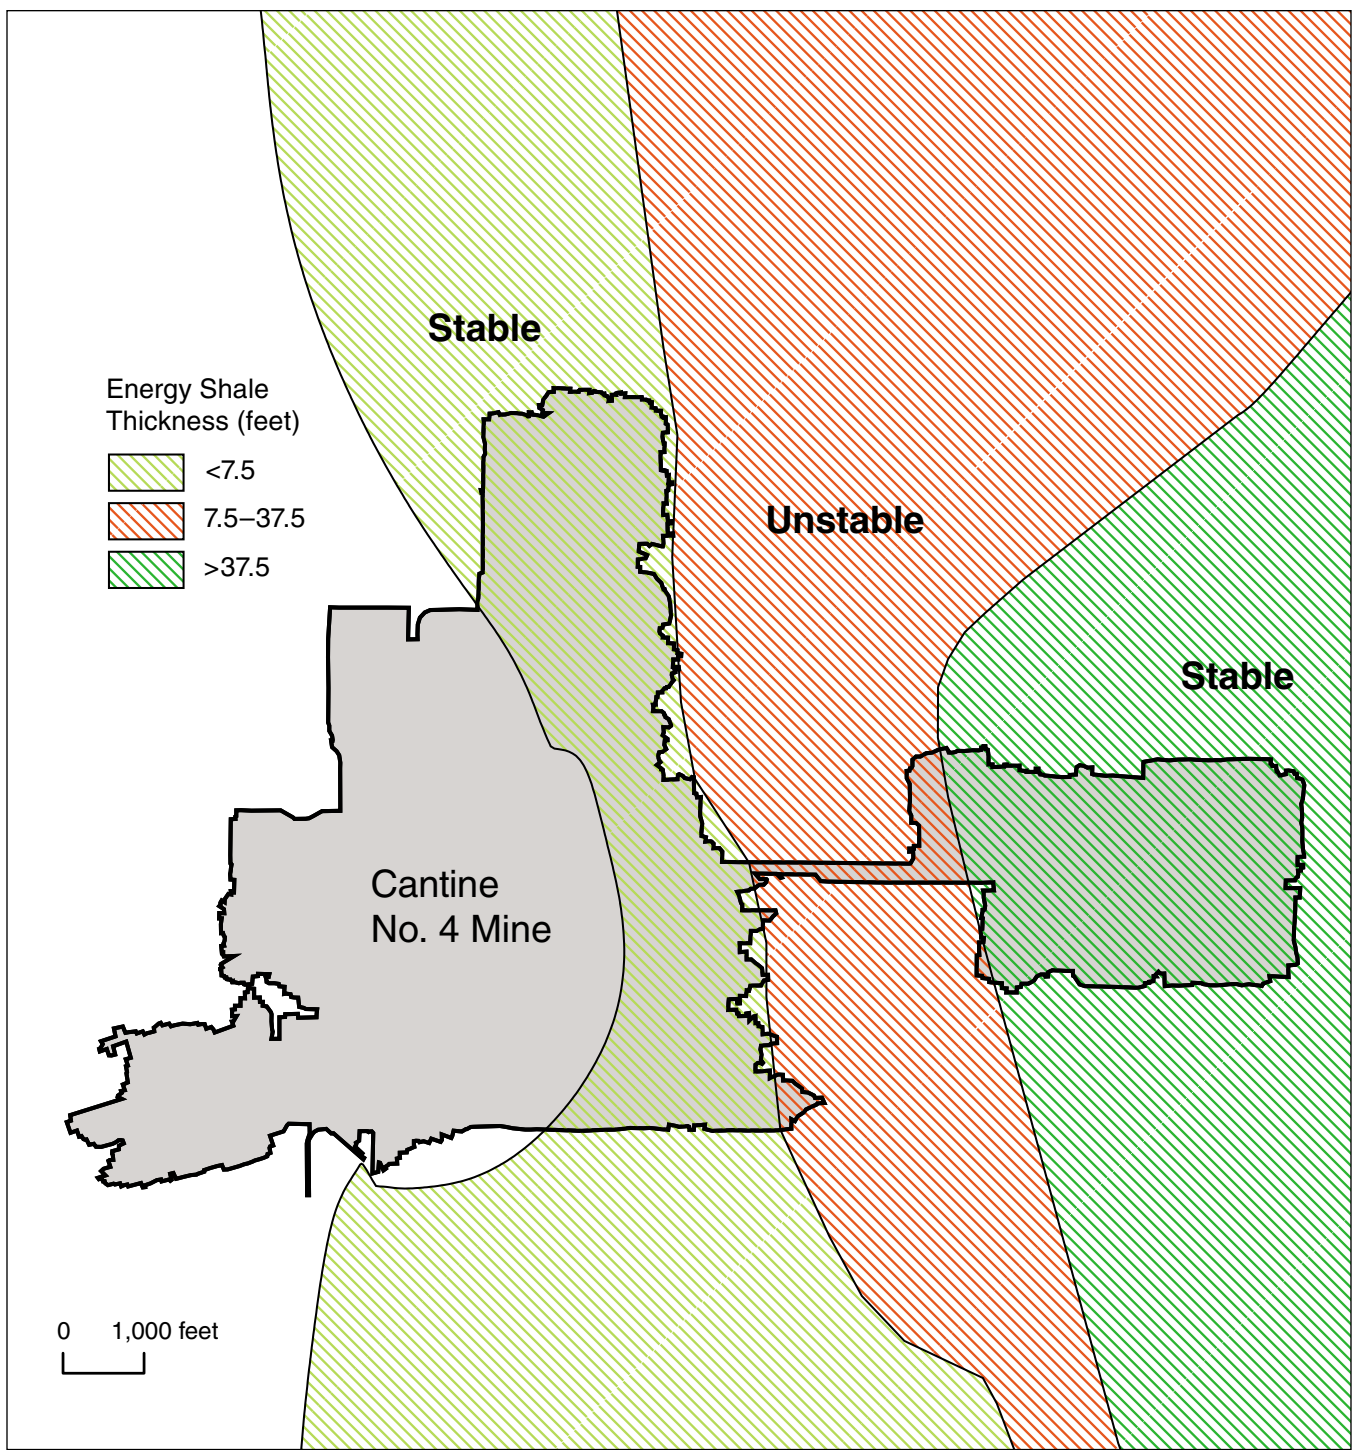 Stable
Energy Shale
Thickness (feet)
<7.5
7.5–37.5
>37.5
Unstable
Stable
Cantine
No. 4 Mine
0 1,000 feet